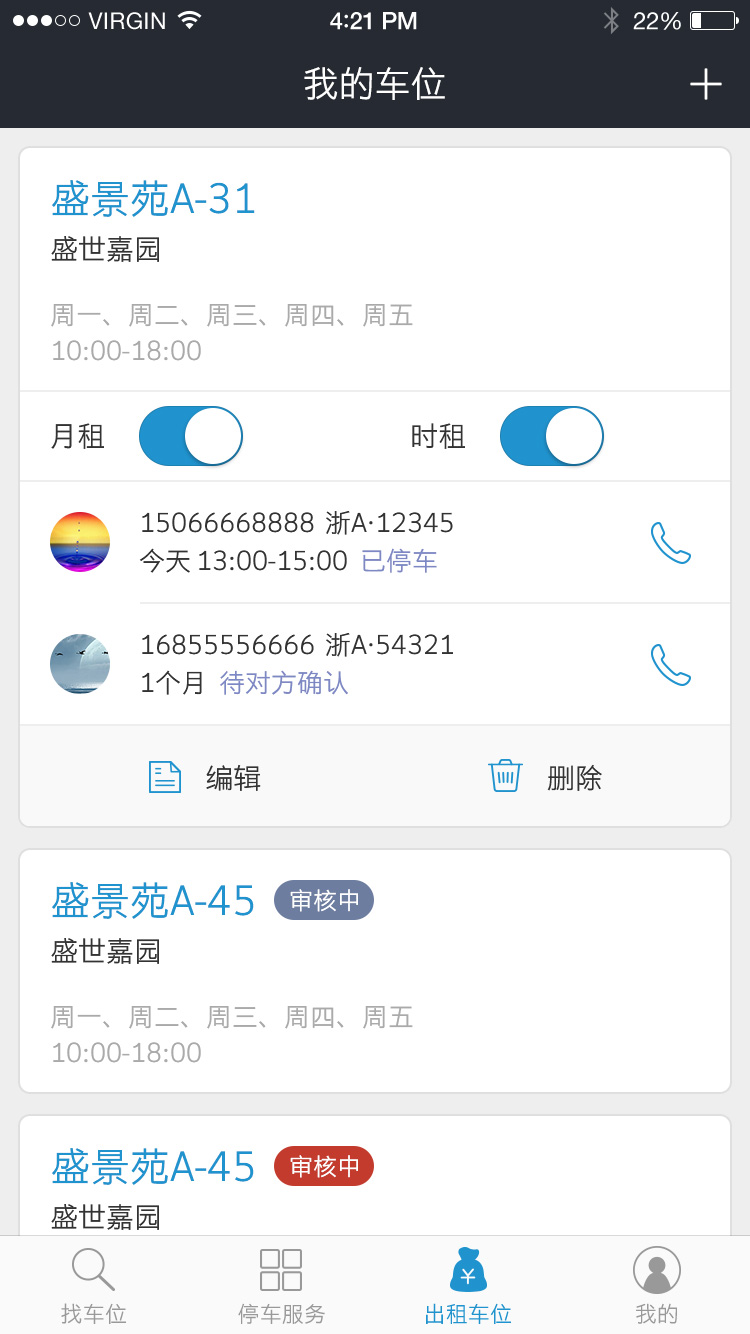 VIRGIN 4:21 PM 22%
我的车位
盛景苑A-31
盛世嘉园
周一、周二、周三、周四、周五
10:00-18:00
月租 时租
15066668888 浙A·12345
今天 13:00-15:00 已停车
16855556666 浙A·54321
1个月 待对方确认
编辑 删除
盛景苑A-45 审核中
盛世嘉园
周一、周二、周三、周四、周五
10:00-18:00
盛景苑A-45 审核中
盛世嘉园
找车位 停车服务 出租车位 我的